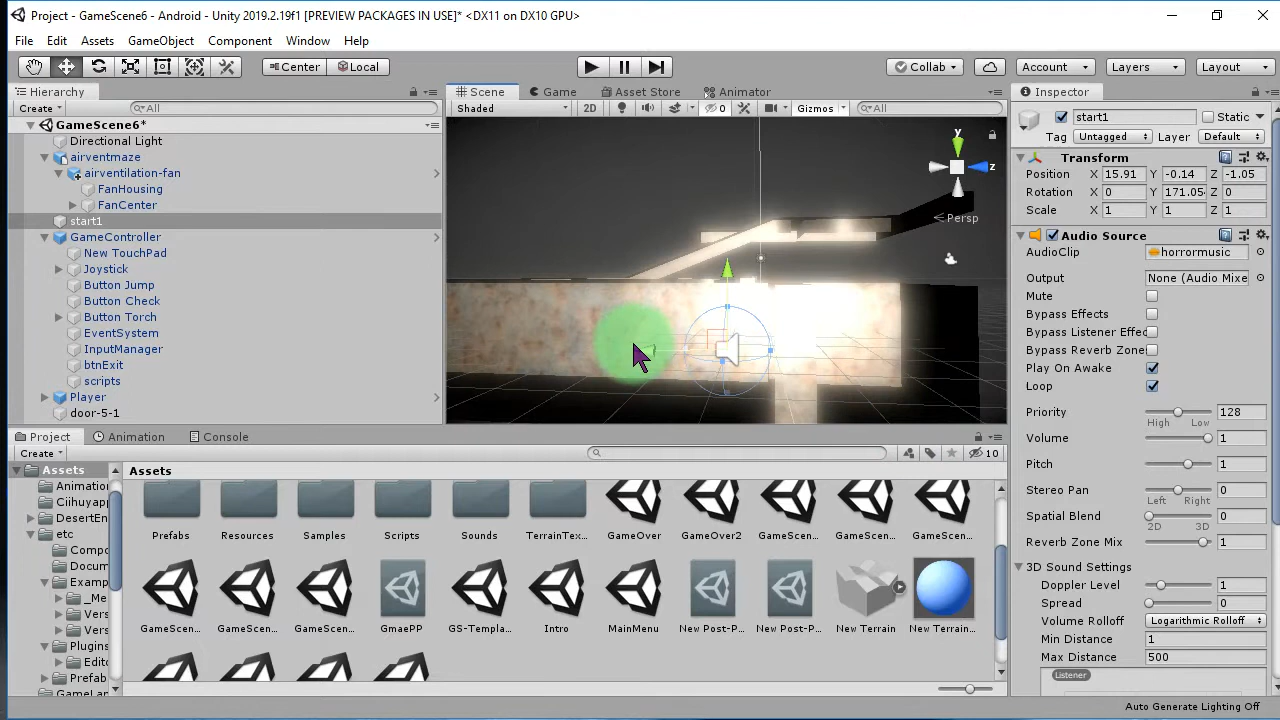 Project - GameScene6 - Android - Unity 2019.2.19f1 [PREVIEW PACKAGES IN USE]* <DX11 on DX10 GPU>
File Edit Assets GameObject Component Window Help
Center Local Collab Account Layers Layout
Hierarchy
Create All
GameScene6*
Directional Light
airventmaze
airventilation-fan
FanHousing
FanCenter
start1
GameController
New TouchPad
Joystick
Button Jump
Button Check
Button Torch
EventSystem
InputManager
btnExit
scripts
Player
door-5-1
Scene Game Asset Store Animator
Shaded 2D 0 Gizmos All
y
z
Persp
Inspector
start1 Static
Tag Untagged Layer Default
Transform
Position X 15.91 Y -0.14 Z -1.05
Rotation X 0 Y 171.05 Z 0
Scale X 1 Y 1 Z 1
Audio Source
AudioClip horrormusic
Output None (Audio Mixe
Mute
Bypass Effects
Bypass Listener Effec
Bypass Reverb Zone
Play On Awake
Loop
Priority 128
High Low
Volume 1
Pitch 1
Stereo Pan 0
Left Right
Spatial Blend 0
2D 3D
Reverb Zone Mix 1
3D Sound Settings
Doppler Level 1
Spread 0
Volume Rolloff Logarithmic Rolloff
Min Distance 1
Max Distance 500
Listener
Project Animation Console
Create 10
Assets
Animation
Ciihuyap
DesertEn
etc
Compo
Docum
Examp
_Me
Vers
Vers
Plugins
Edito
Prefab
GameLan
Assets
Prefabs Resources Samples Scripts Sounds TerrainTex... GameOver GameOver2 GameScen... GameScen... GameScen...
GameScen... GameScen... GameScen... GmaePP GS-Templa... Intro MainMenu New Post-P... New Post-P... New Terrain New Terrain...
Auto Generate Lighting Off